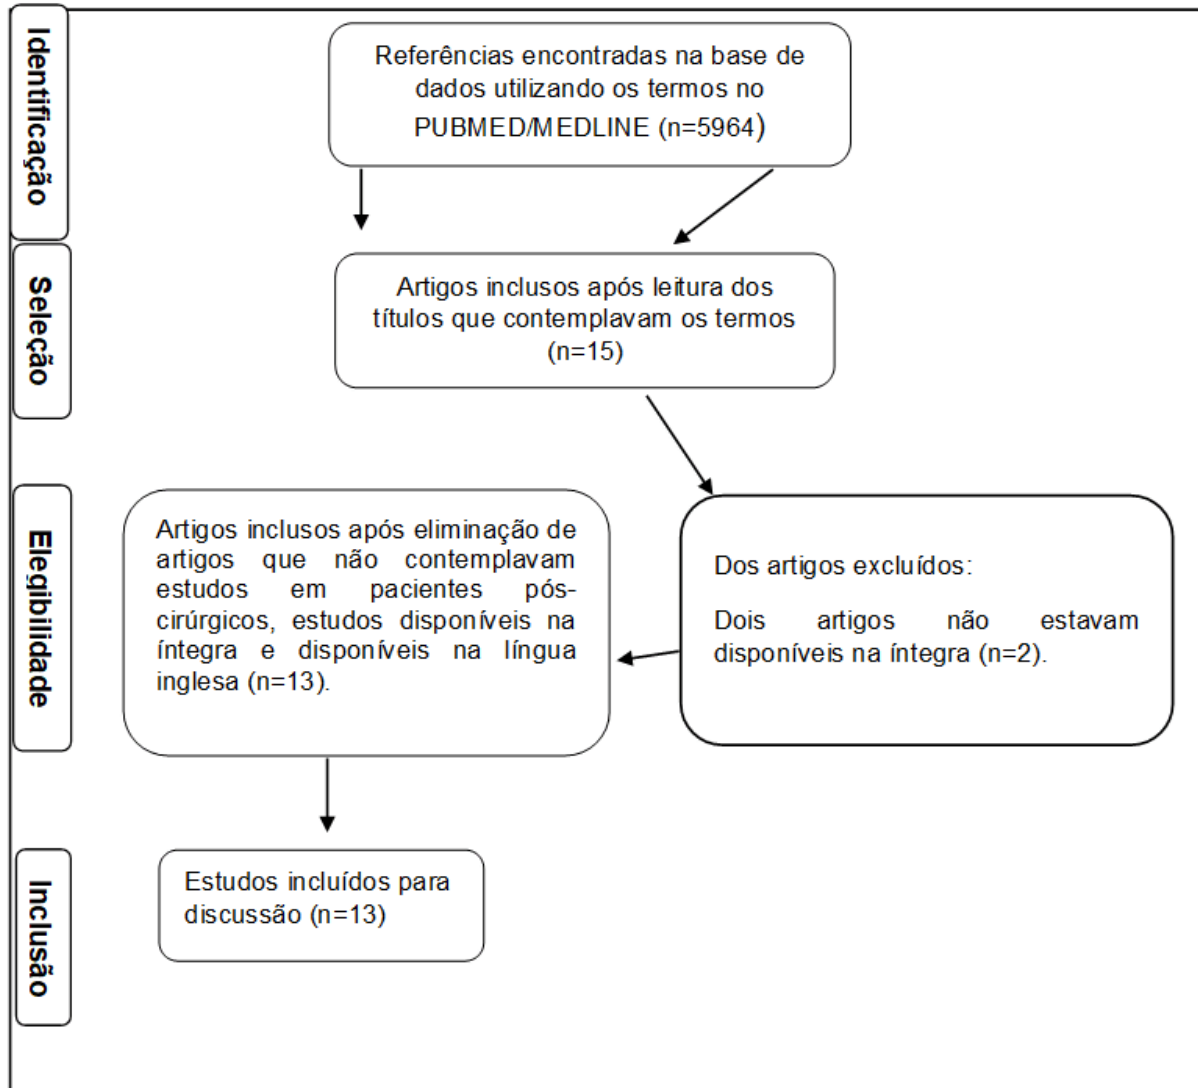 Identificação
Referências encontradas na base de
dados utilizando os termos no
PUBMED/MEDLINE (n=5964)
Seleção
Artigos inclusos após leitura dos
títulos que contemplavam os termos
(n=15)
Elegibilidade
Artigos inclusos após eliminação de
artigos que não contemplavam
estudos em pacientes pós-
cirúrgicos, estudos disponíveis na
íntegra e disponíveis na língua
inglesa (n=13).
Dos artigos excluídos:
Dois artigos não estavam
disponíveis na íntegra (n=2).
Inclusão
Estudos incluídos para
discussão (n=13)